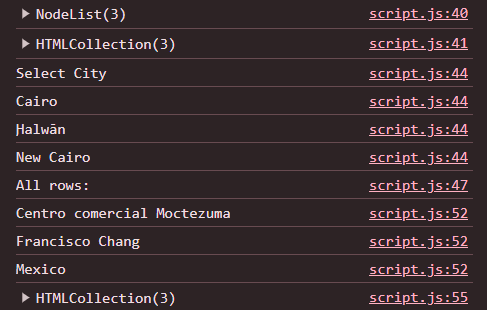 ▶ NodeList(3) script.js:40
▶ HTMLCollection(3) script.js:41
Select City script.js:44
Cairo script.js:44
Ḩalwān script.js:44
New Cairo script.js:44
All rows: script.js:47
Centro comercial Moctezuma script.js:52
Francisco Chang script.js:52
Mexico script.js:52
▶ HTMLCollection(3) script.js:55